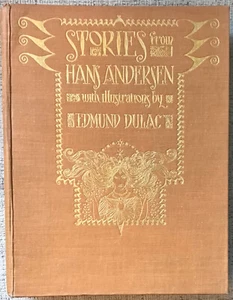 STORIES from
HANS ANDERSEN
with illustrations by
EDMUND DULAC